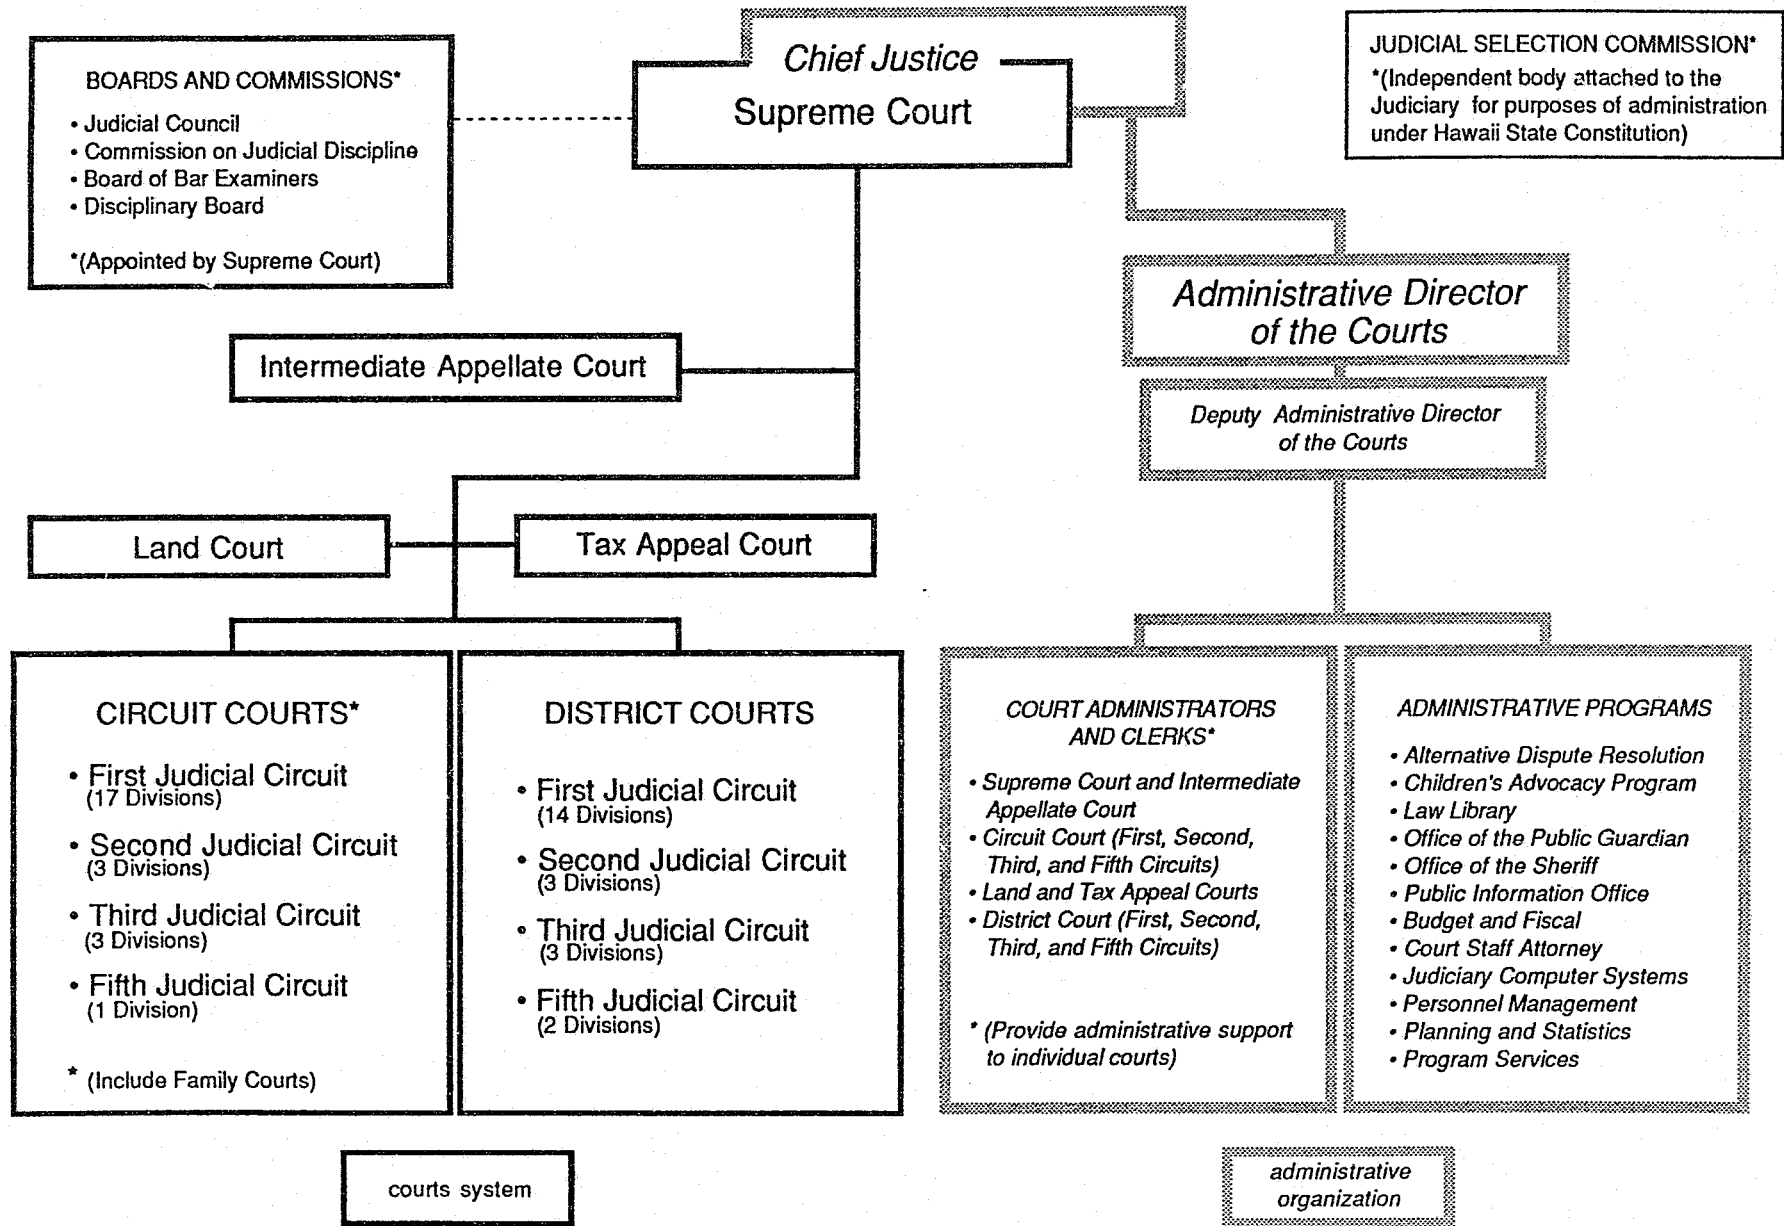 BOARDS AND COMMISSIONS*
• Judicial Council
• Commission on Judicial Discipline
• Board of Bar Examiners
• Disciplinary Board
*(Appointed by Supreme Court)
Chief Justice
Supreme Court
JUDICIAL SELECTION COMMISSION*
*(Independent body attached to the
Judiciary for purposes of administration
under Hawaii State Constitution)
Administrative Director
of the Courts
Intermediate Appellate Court
Deputy Administrative Director
of the Courts
Land Court
Tax Appeal Court
CIRCUIT COURTS*
• First Judicial Circuit
(17 Divisions)
• Second Judicial Circuit
(3 Divisions)
• Third Judicial Circuit
(3 Divisions)
• Fifth Judicial Circuit
(1 Division)
* (Include Family Courts)
DISTRICT COURTS
• First Judicial Circuit
(14 Divisions)
• Second Judicial Circuit
(3 Divisions)
• Third Judicial Circuit
(3 Divisions)
• Fifth Judicial Circuit
(2 Divisions)
COURT ADMINISTRATORS
AND CLERKS*
• Supreme Court and Intermediate
Appellate Court
• Circuit Court (First, Second,
Third, and Fifth Circuits)
• Land and Tax Appeal Courts
• District Court (First, Second,
Third, and Fifth Circuits)
* (Provide administrative support
to individual courts)
ADMINISTRATIVE PROGRAMS
• Alternative Dispute Resolution
• Children's Advocacy Program
• Law Library
• Office of the Public Guardian
• Office of the Sheriff
• Public Information Office
• Budget and Fiscal
• Court Staff Attorney
• Judiciary Computer Systems
• Personnel Management
• Planning and Statistics
• Program Services
courts system
administrative
organization